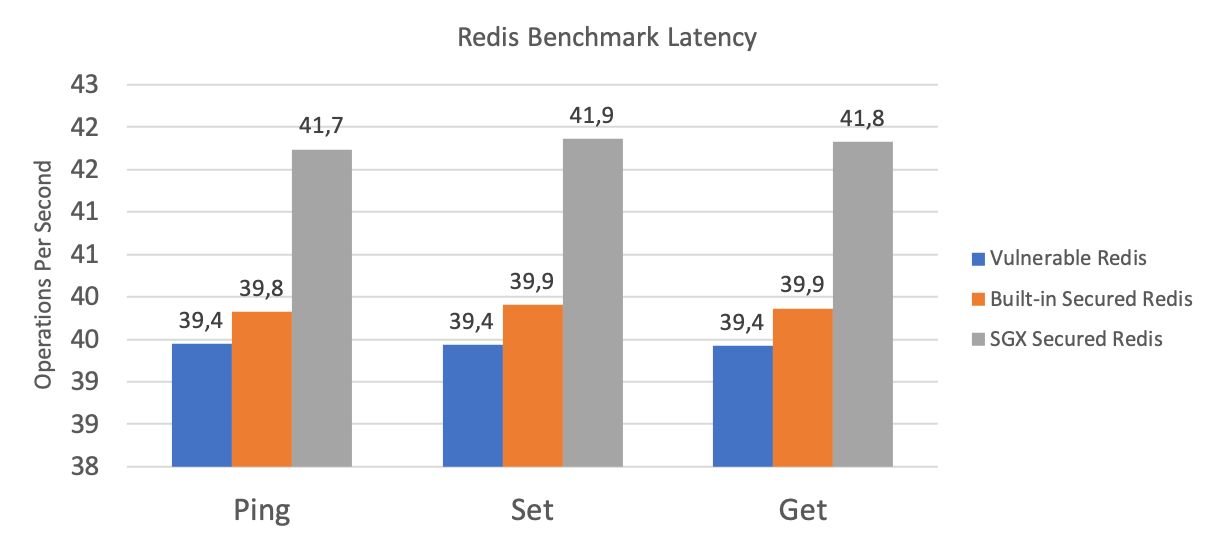 Redis Benchmark Latency
Operations Per Second
43
42
42
41
41
40
40
39
39
38
39,4
39,8
41,7
39,4
39,9
41,9
39,4
39,9
41,8
Ping
Set
Get
Vulnerable Redis
Built-in Secured Redis
SGX Secured Redis